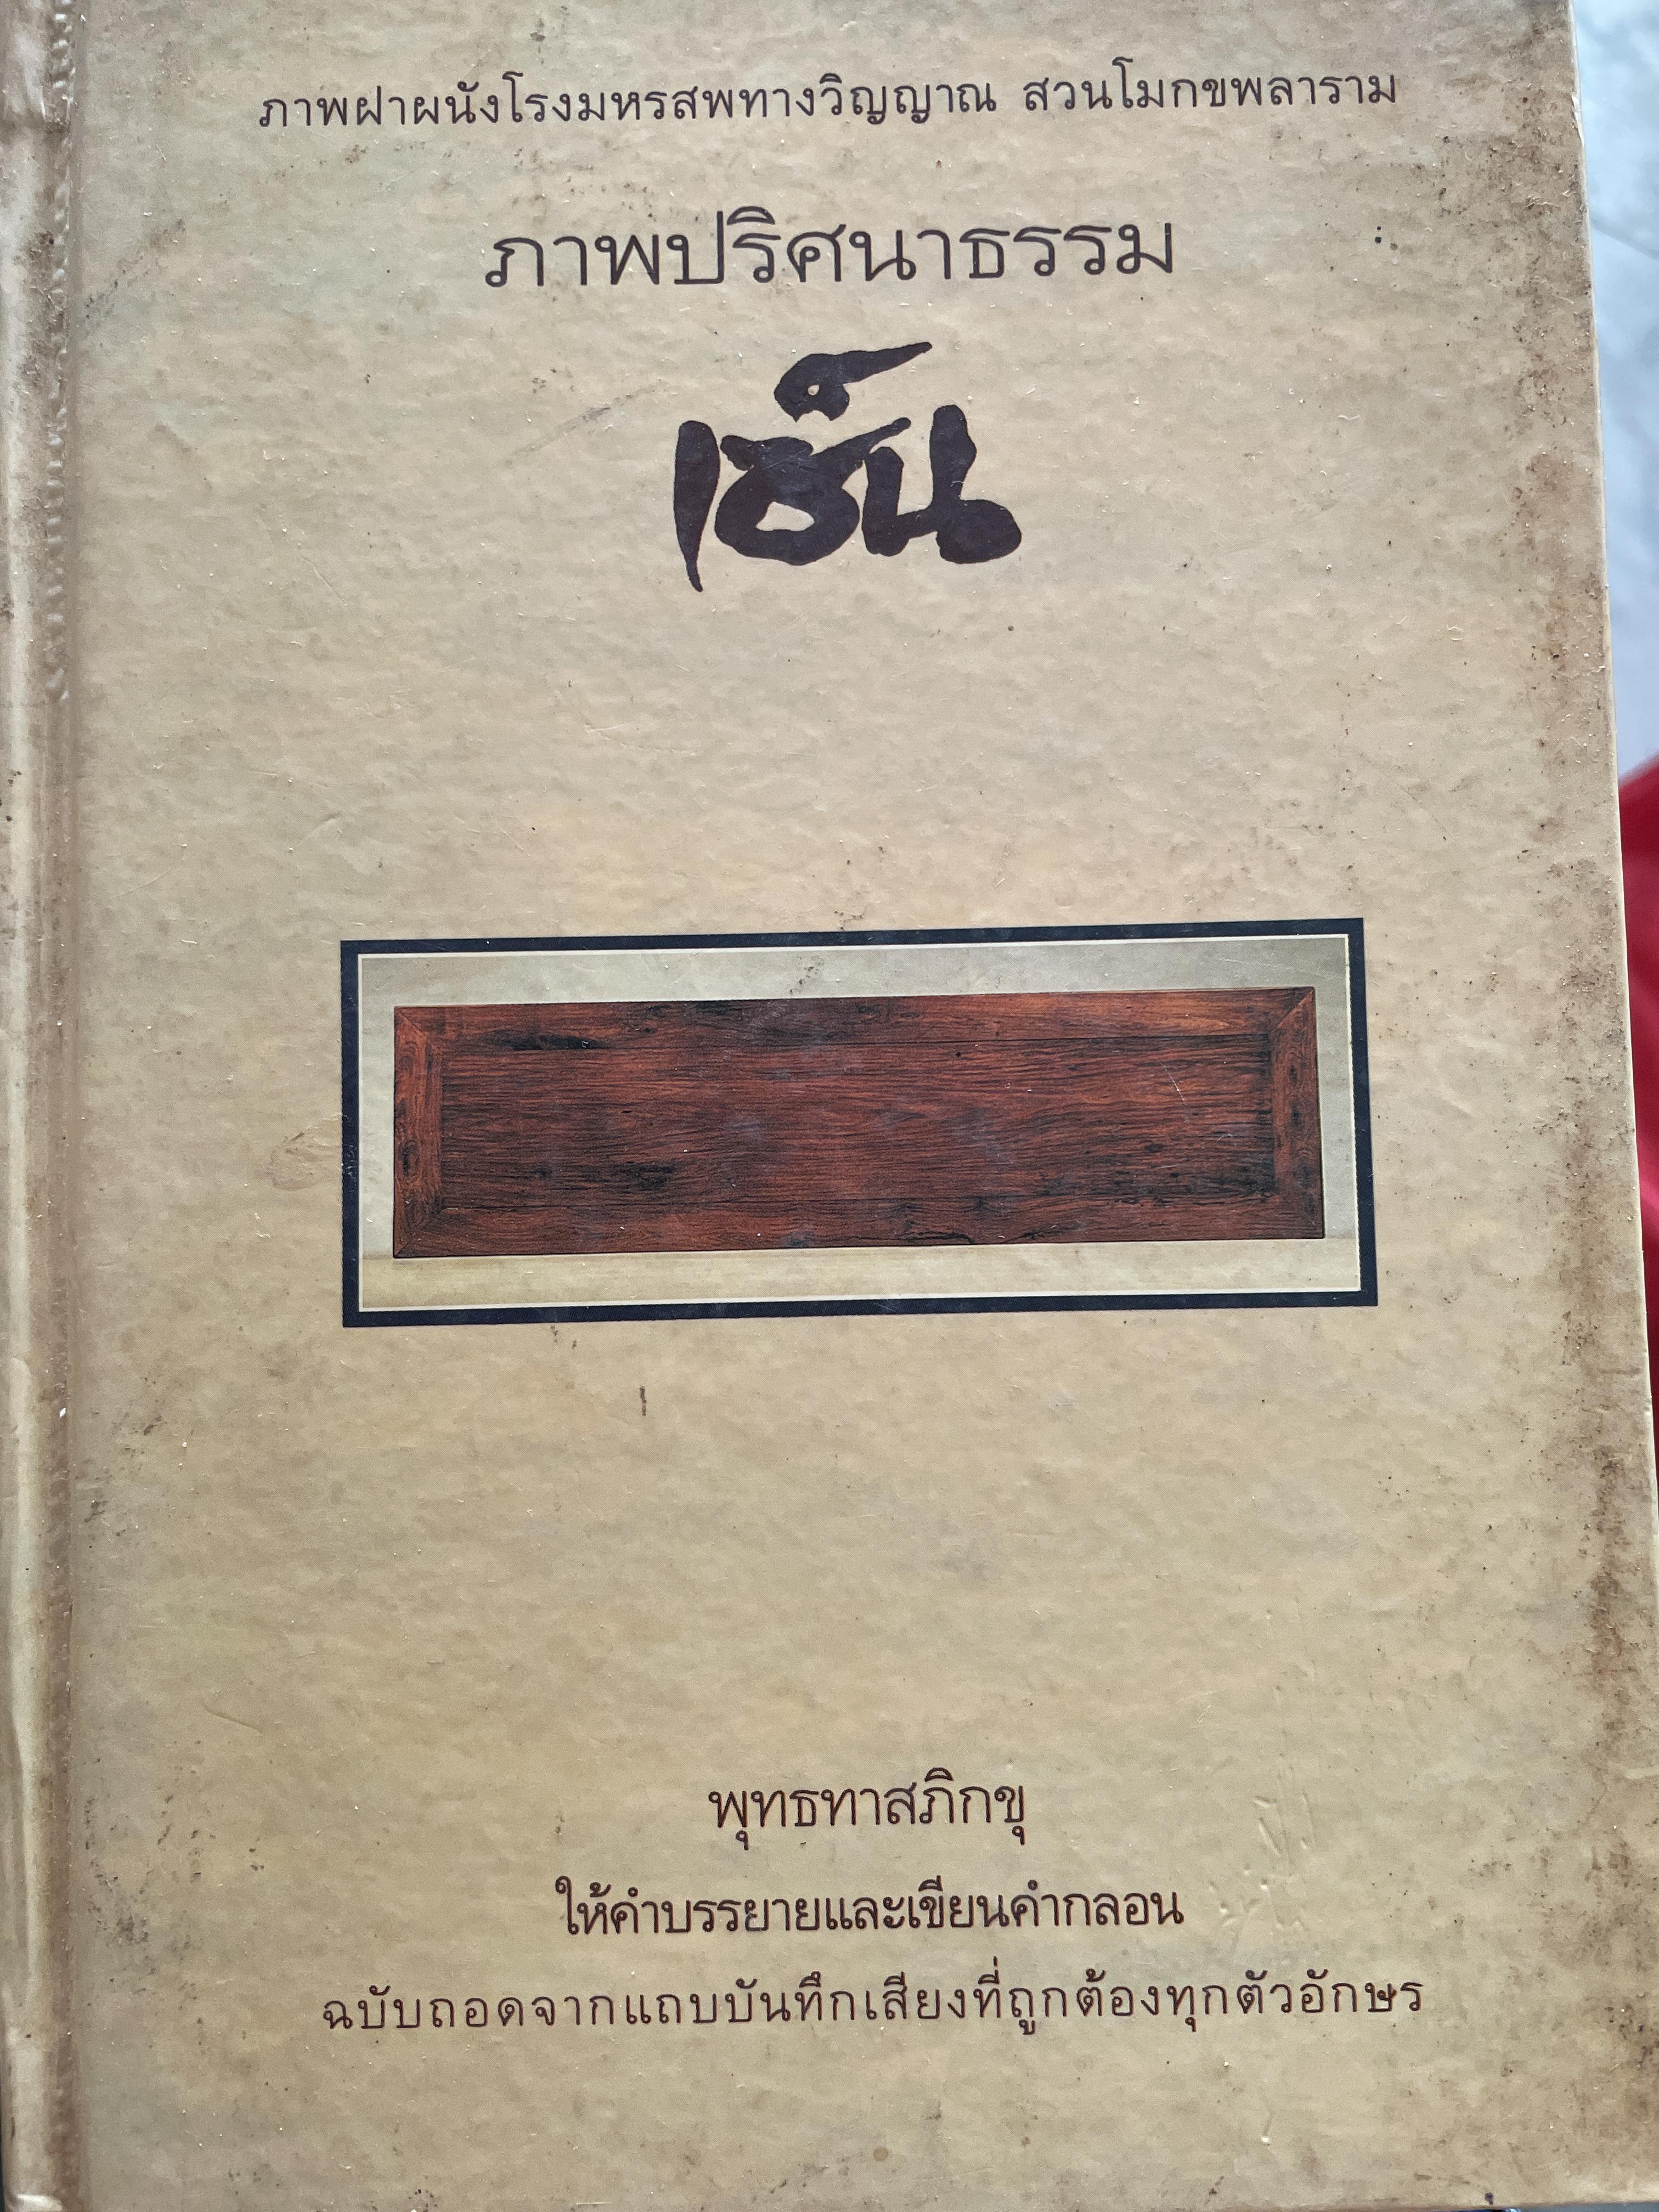 ภาพฝาผนังโรงมหรสพทางวิญญาณ สวนโมกขพลาราม
ภาพปริศนาธรรม
เซ็น
พุทธทาสภิกขุ
ให้คำบรรยายและเขียนคำกลอน
ฉบับถอดจากแถบบันทึกเสียงที่ถูกต้องทุกตัวอักษร